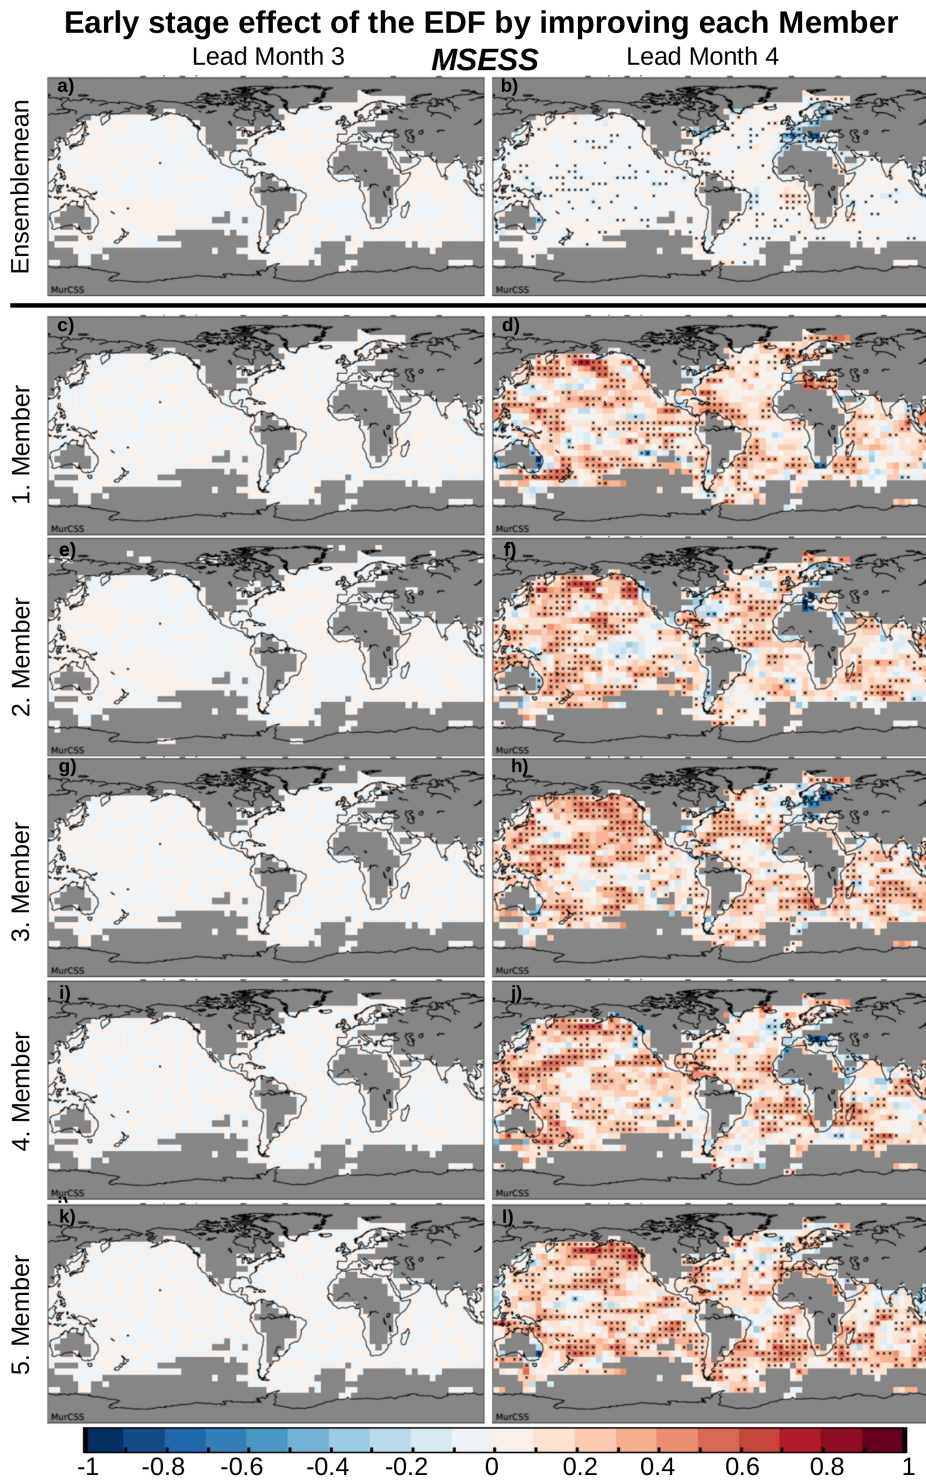 Early stage effect of the EDF by improving each Member
Lead Month 3 MSESS Lead Month 4
Ensemblemean
a) b)
MurCSS MurCSS
1. Member
c) d)
MurCSS MurCSS
2. Member
e) f)
MurCSS MurCSS
3. Member
g) h)
MurCSS MurCSS
4. Member
i) j)
MurCSS MurCSS
5. Member
k) l)
MurCSS MurCSS
-1 -0.8 -0.6 -0.4 -0.2 0 0.2 0.4 0.6 0.8 1